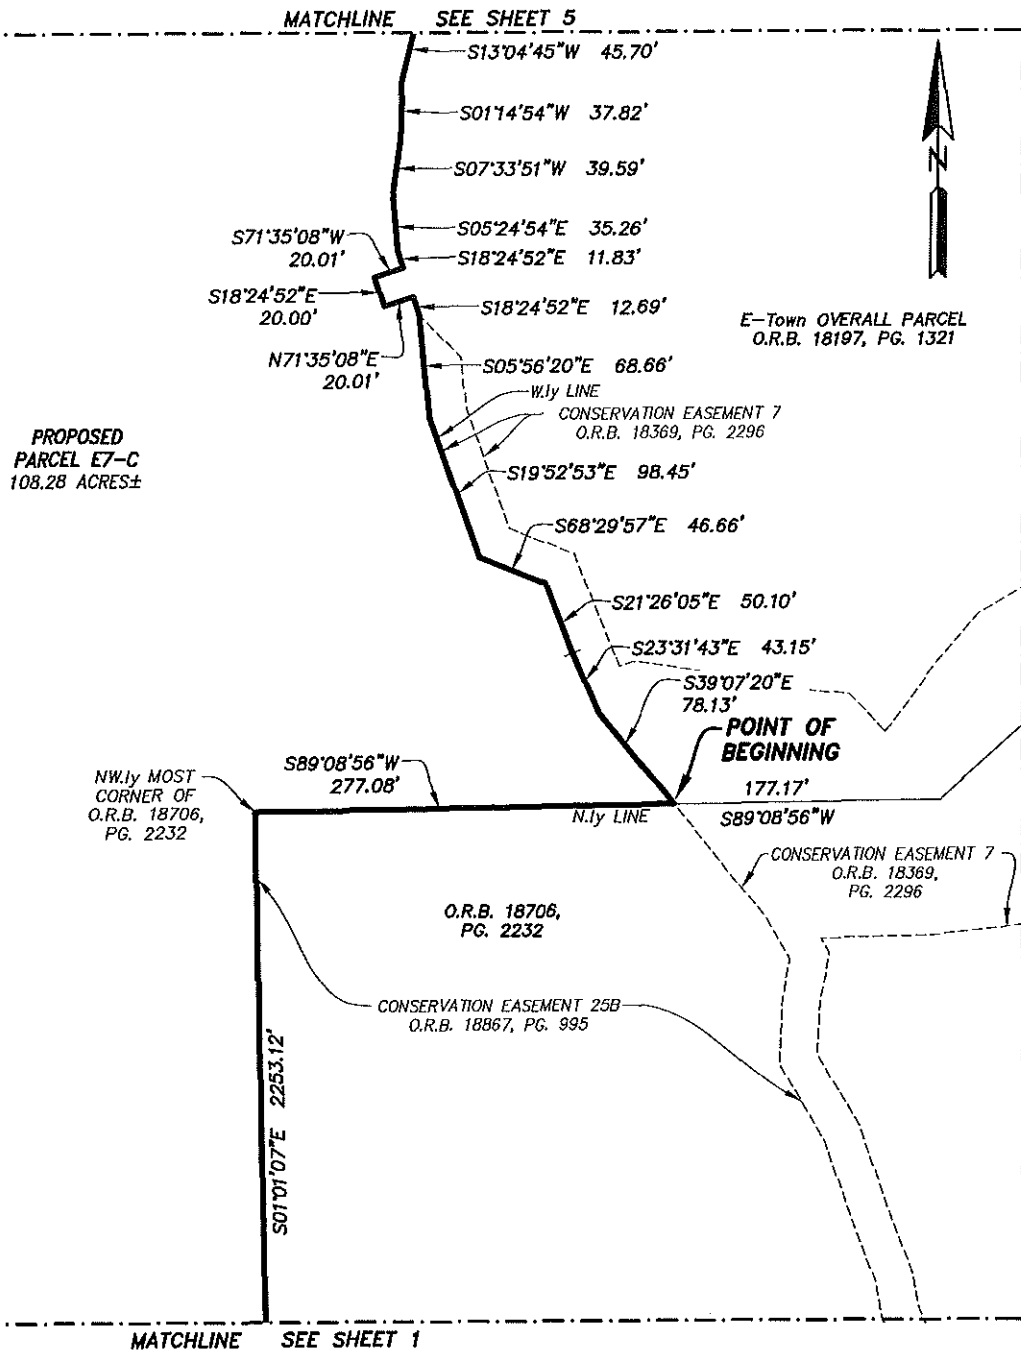 MATCHLINE SEE SHEET 5
S13°04'45"W 45.70'
S01°14'54"W 37.82'
S07°33'51"W 39.59'
S05°24'54"E 35.26'
S71°35'08"W
20.01'
S18°24'52"E 11.83'
S18°24'52"E
20.00'
S18°24'52"E 12.69'
N71°35'08"E
20.01'
N
E-Town OVERALL PARCEL
O.R.B. 18197, PG. 1321
S05°56'20"E 68.66'
W.ly LINE
CONSERVATION EASEMENT 7
O.R.B. 18369, PG. 2296
PROPOSED
PARCEL E7-C
108.28 ACRES±
S19°52'53"E 98.45'
S68°29'57"E 46.66'
S21°26'05"E 50.10'
S23°31'43"E 43.15'
S39°07'20"E
78.13'
POINT OF
BEGINNING
S89°08'56"W
277.08'
177.17'
S89°08'56"W
N.ly LINE
NW.ly MOST
CORNER OF
O.R.B. 18706,
PG. 2232
CONSERVATION EASEMENT 7
O.R.B. 18369,
PG. 2296
O.R.B. 18706,
PG. 2232
CONSERVATION EASEMENT 25B
O.R.B. 18867, PG. 995
S01°01'07"E 2253.12'
MATCHLINE SEE SHEET 1